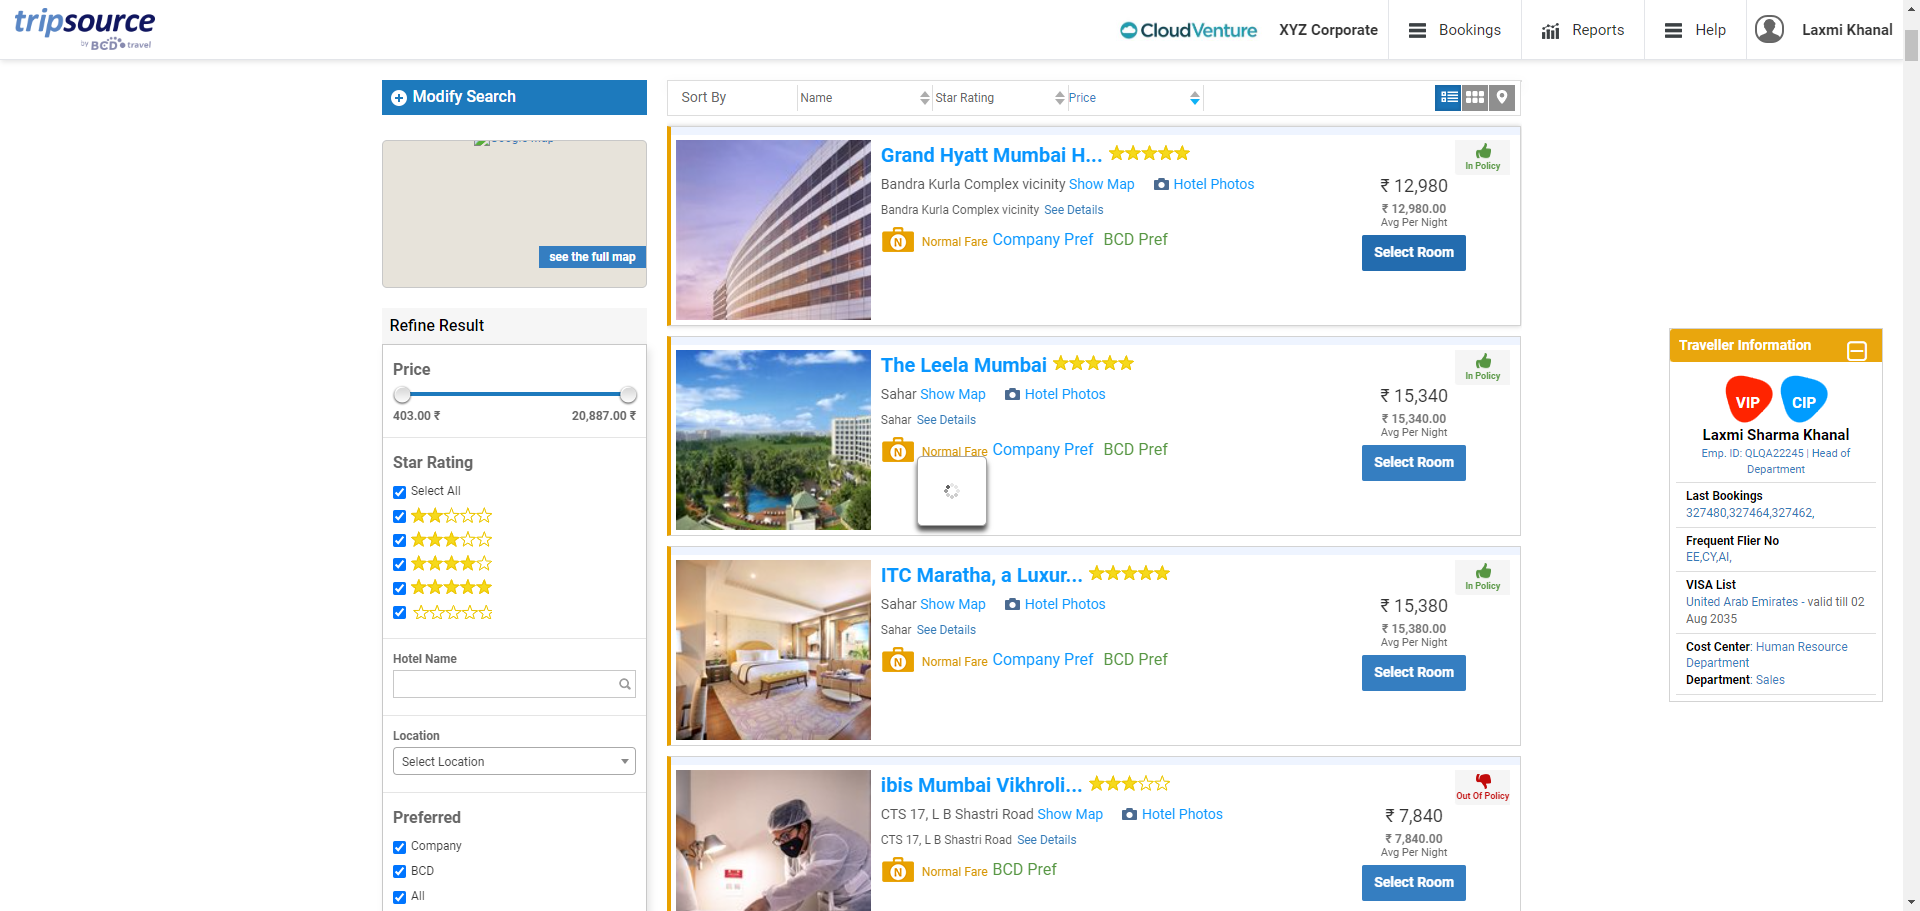 tripsource
by BCD travel
CloudVenture
XYZ Corporate
Bookings
Reports
Help
Laxmi Khanal
Modify Search
see the full map
Refine Result
Price
403.00 ₹
20,887.00 ₹
Star Rating
Select All
Hotel Name
Location
Select Location
Preferred
Company
BCD
All
Sort By
Name
Star Rating
Price
Grand Hyatt Mumbai H...
In Policy
Bandra Kurla Complex vicinity Show Map Hotel Photos
₹ 12,980
Bandra Kurla Complex vicinity See Details
₹ 12,980.00
Avg Per Night
N Normal Fare Company Pref BCD Pref
Select Room
The Leela Mumbai
In Policy
Sahar Show Map Hotel Photos
₹ 15,340
Sahar See Details
₹ 15,340.00
Avg Per Night
N Normal Fare Company Pref BCD Pref
Select Room
ITC Maratha, a Luxur...
In Policy
Sahar Show Map Hotel Photos
₹ 15,380
Sahar See Details
₹ 15,380.00
Avg Per Night
N Normal Fare Company Pref BCD Pref
Select Room
ibis Mumbai Vikhroli...
Out Of Policy
CTS 17, L B Shastri Road Show Map Hotel Photos
₹ 7,840
CTS 17, L B Shastri Road See Details
₹ 7,840.00
Avg Per Night
N Normal Fare BCD Pref
Select Room
Traveller Information
VIP
CIP
Laxmi Sharma Khanal
Emp. ID: QLQA22245 | Head of
Department
Last Bookings
327480,327464,327462,
Frequent Flier No
EE,CY,AI,
VISA List
United Arab Emirates - valid till 02
Aug 2035
Cost Center: Human Resource
Department
Department: Sales